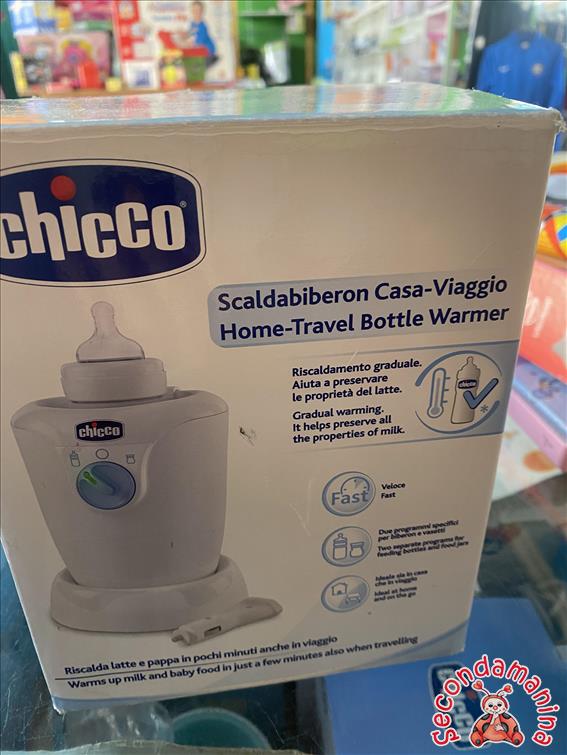 chicco
Scaldabiberon Casa-Viaggio
Home-Travel Bottle Warmer
Riscaldamento graduale.
Aiuta a preservare
le proprietà del latte.
Gradual warming.
It helps preserve all
the properties of milk.
chicco
chicco
Fast
Veloce
Fast
Due programmi specifici
per biberon e vasetti
Two separate programs for
feeding bottles and food jars
Ideale sia in casa
che in viaggio
Ideal at home
and on the go
Riscalda latte e pappa in pochi minuti anche in viaggio
Warms up milk and baby food in just a few minutes also when travelling
secondamanina